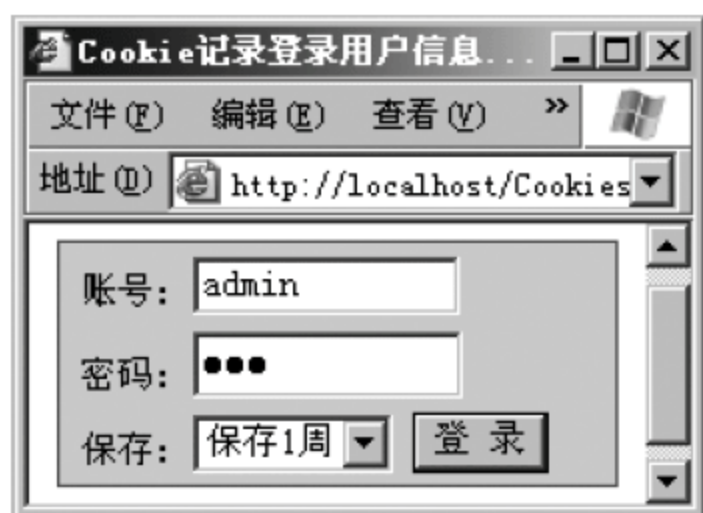 Cookie记录登录用户信息...
文件(F) 编辑(E) 查看(V) »
地址(D) http://localhost/Cookies
账号: admin
密码: ●●●
保存: 保存1周 登录